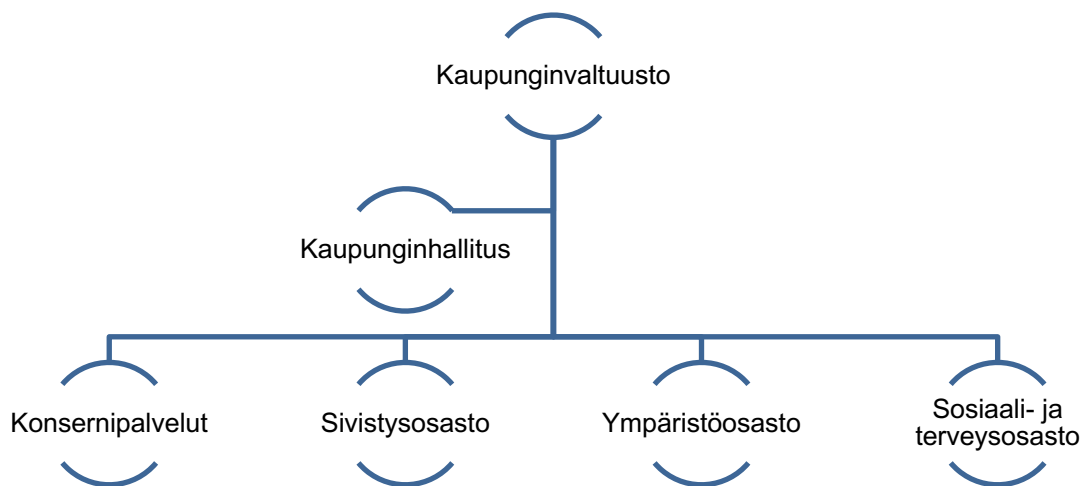 Kaupunginvaltuusto
Kaupunginhallitus
Konsernipalvelut
Sivistysosasto
Ympäristöosasto
Sosiaali- ja
terveysosasto